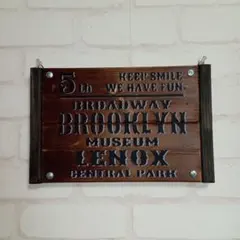 5th KEEP SMILE
WE HAVE FUN.
BROADWAY
BROOKLYN
MUSEUM
LENOX
CENTRAL PARK